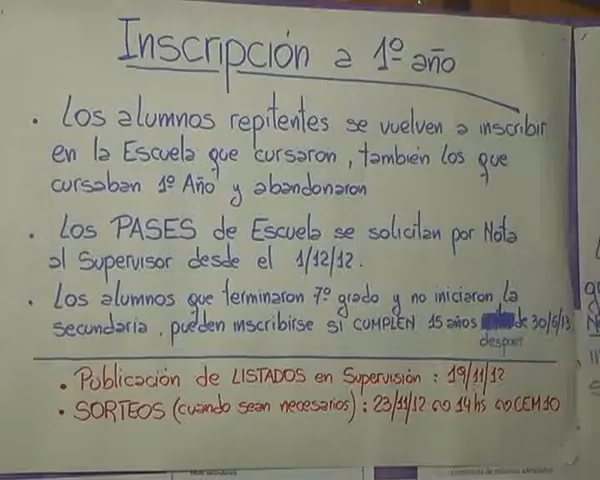 Inscripción a 1º año
. Los alumnos repitentes se vuelven a inscribir
en la Escuela que cursaron, también los que
cursaban 1º Año y abandonaron
. Los PASES de Escuela se solicitan por Nota
al Supervisor desde el 1/12/12.
. Los alumnos que terminaron 7º grado y no iniciaron la
secundaria, pueden inscribirse si CUMPLEN 15 años de 30/6/13
despues
• Publicación de LISTADOS en Supervisión : 19/11/12
• SORTEOS (cuando sean necesarios) : 23/11/12 14 hs CEM 10